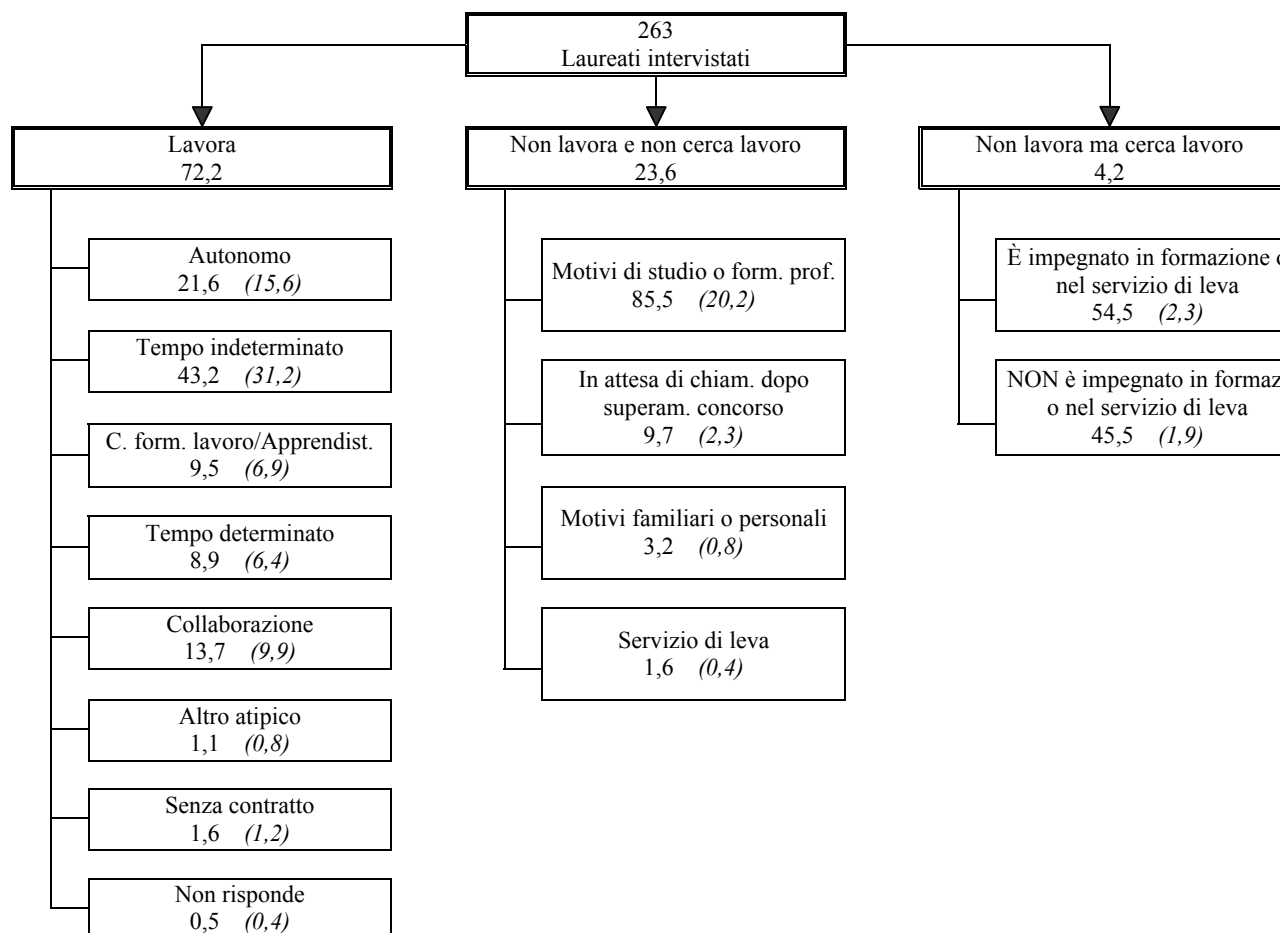 263
Laureati intervistati
Lavora
72,2
Autonomo
21,6 (15,6)
Tempo indeterminato
43,2 (31,2)
C. form. lavoro/Apprendist.
9,5 (6,9)
Tempo determinato
8,9 (6,4)
Collaborazione
13,7 (9,9)
Altro atipico
1,1 (0,8)
Senza contratto
1,6 (1,2)
Non risponde
0,5 (0,4)
Non lavora e non cerca lavoro
23,6
Motivi di studio o form. prof.
85,5 (20,2)
In attesa di chiam. dopo
superam. concorso
9,7 (2,3)
Motivi familiari o personali
3,2 (0,8)
Servizio di leva
1,6 (0,4)
Non lavora ma cerca lavoro
4,2
È impegnato in formazione
nel servizio di leva
54,5 (2,3)
NON è impegnato in
o nel servizio di leva
45,5 (1,9)